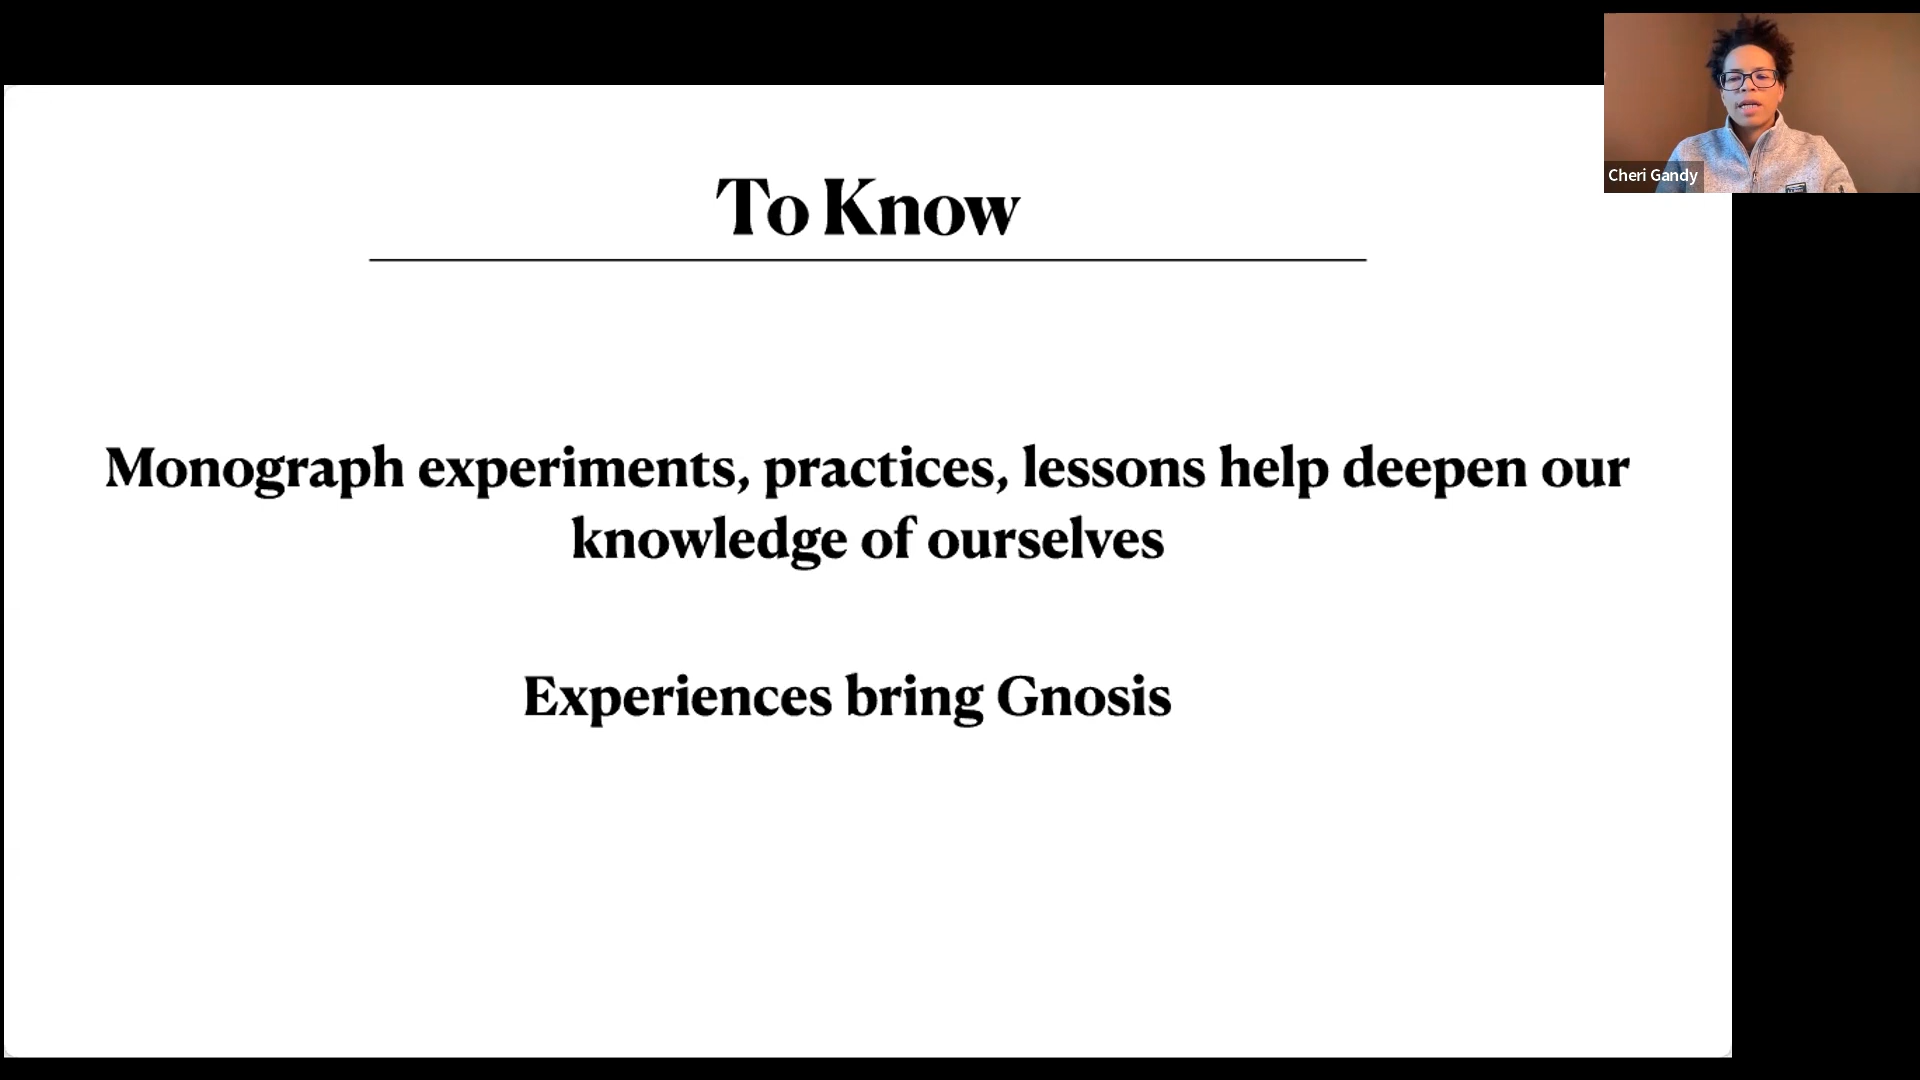 To Know
Monograph experiments, practices, lessons help deepen our
knowledge of ourselves
Experiences bring Gnosis
Cheri Gandy